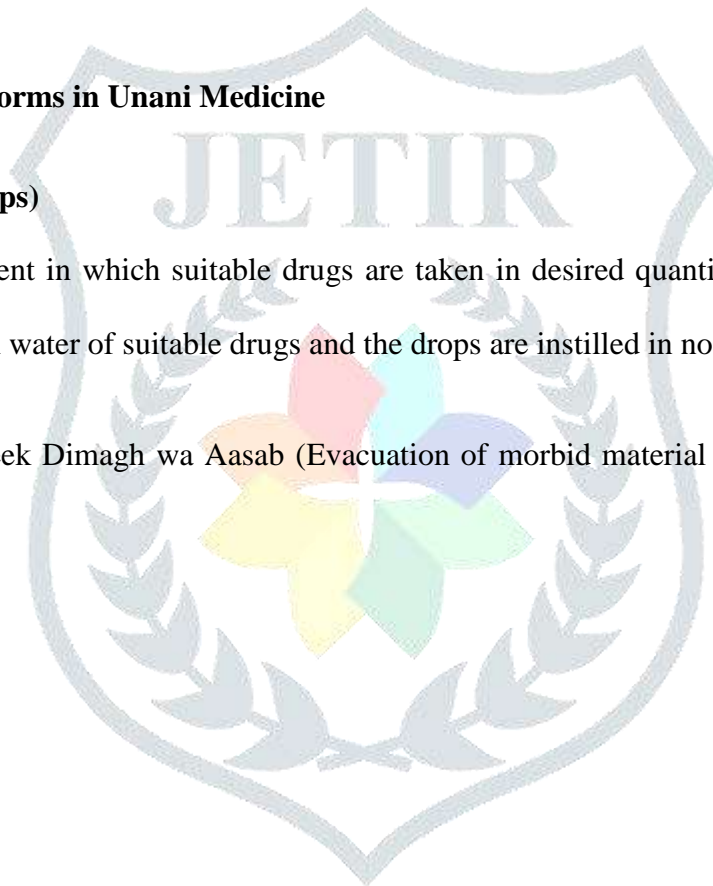 orms in Unani Medicine
JETIR
ps)
ent in which suitable drugs are taken in desired quanti
water of suitable drugs and the drops are instilled in no
ek Dimagh wa Aasab (Evacuation of morbid material